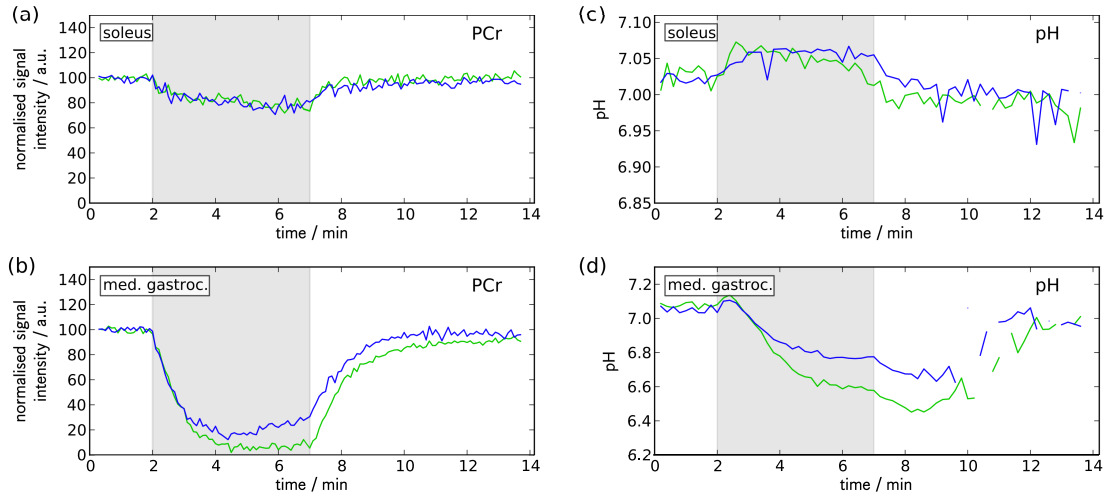 (a)
soleus
PCr
normalised signal
intensity / a.u.
140
120
100
80
60
40
20
0
0 2 4 6 8 10 12 14
time / min
(c)
soleus
pH
pH
7.10
7.05
7.00
6.95
6.90
6.85
0 2 4 6 8 10 12 14
time / min
(b)
med. gastroc.
PCr
normalised signal
intensity / a.u.
140
120
100
80
60
40
20
0
0 2 4 6 8 10 12 14
time / min
(d)
med. gastroc.
pH
pH
7.2
7.0
6.8
6.6
6.4
6.2
0 2 4 6 8 10 12 14
time / min